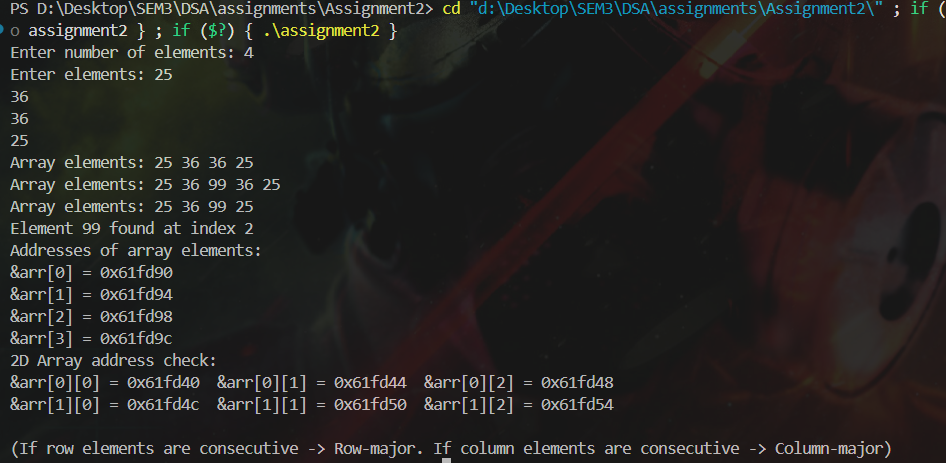 PS D:\Desktop\SEM3\DSA\assignments\Assignment2> cd "d:\Desktop\SEM3\DSA\assignments\Assignment2\" ; if (
o assignment2 } ; if ($?) { .\assignment2 }
Enter number of elements: 4
Enter elements: 25
36
36
25
Array elements: 25 36 36 25
Array elements: 25 36 99 36 25
Array elements: 25 36 99 25
Element 99 found at index 2
Addresses of array elements:
&arr[0] = 0x61fd90
&arr[1] = 0x61fd94
&arr[2] = 0x61fd98
&arr[3] = 0x61fd9c
2D Array address check:
&arr[0][0] = 0x61fd40  &arr[0][1] = 0x61fd44  &arr[0][2] = 0x61fd48
&arr[1][0] = 0x61fd4c  &arr[1][1] = 0x61fd50  &arr[1][2] = 0x61fd54
(If row elements are consecutive -> Row-major. If column elements are consecutive -> Column-major)